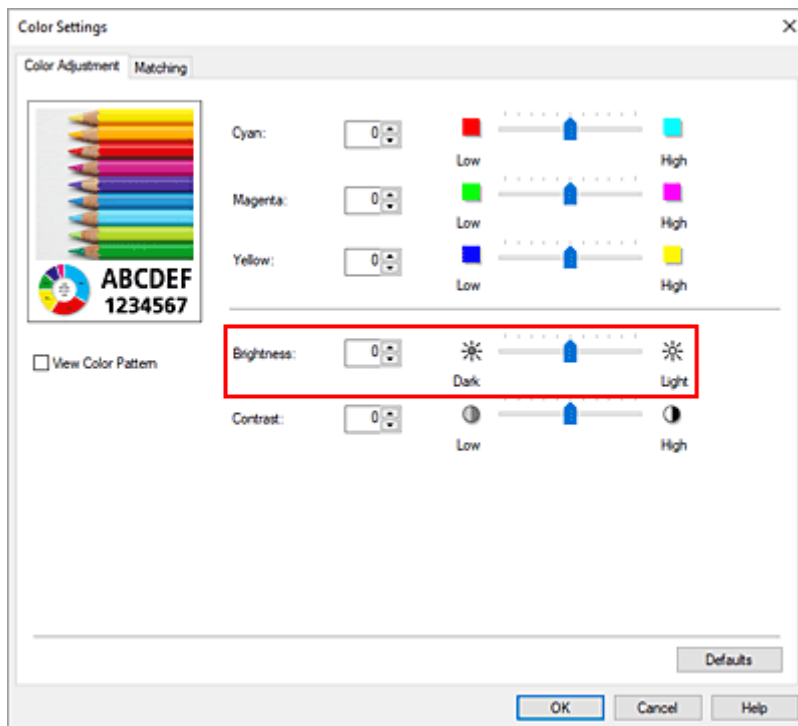 Color Settings
Color Adjustment Matching
Cyan: 0
Low High
Magenta: 0
Low High
Yellow: 0
Low High
ABCDEF
1234567
View Color Pattern
Brightness: 0
Dark Light
Contrast: 0
Low High
Defaults
OK Cancel Help